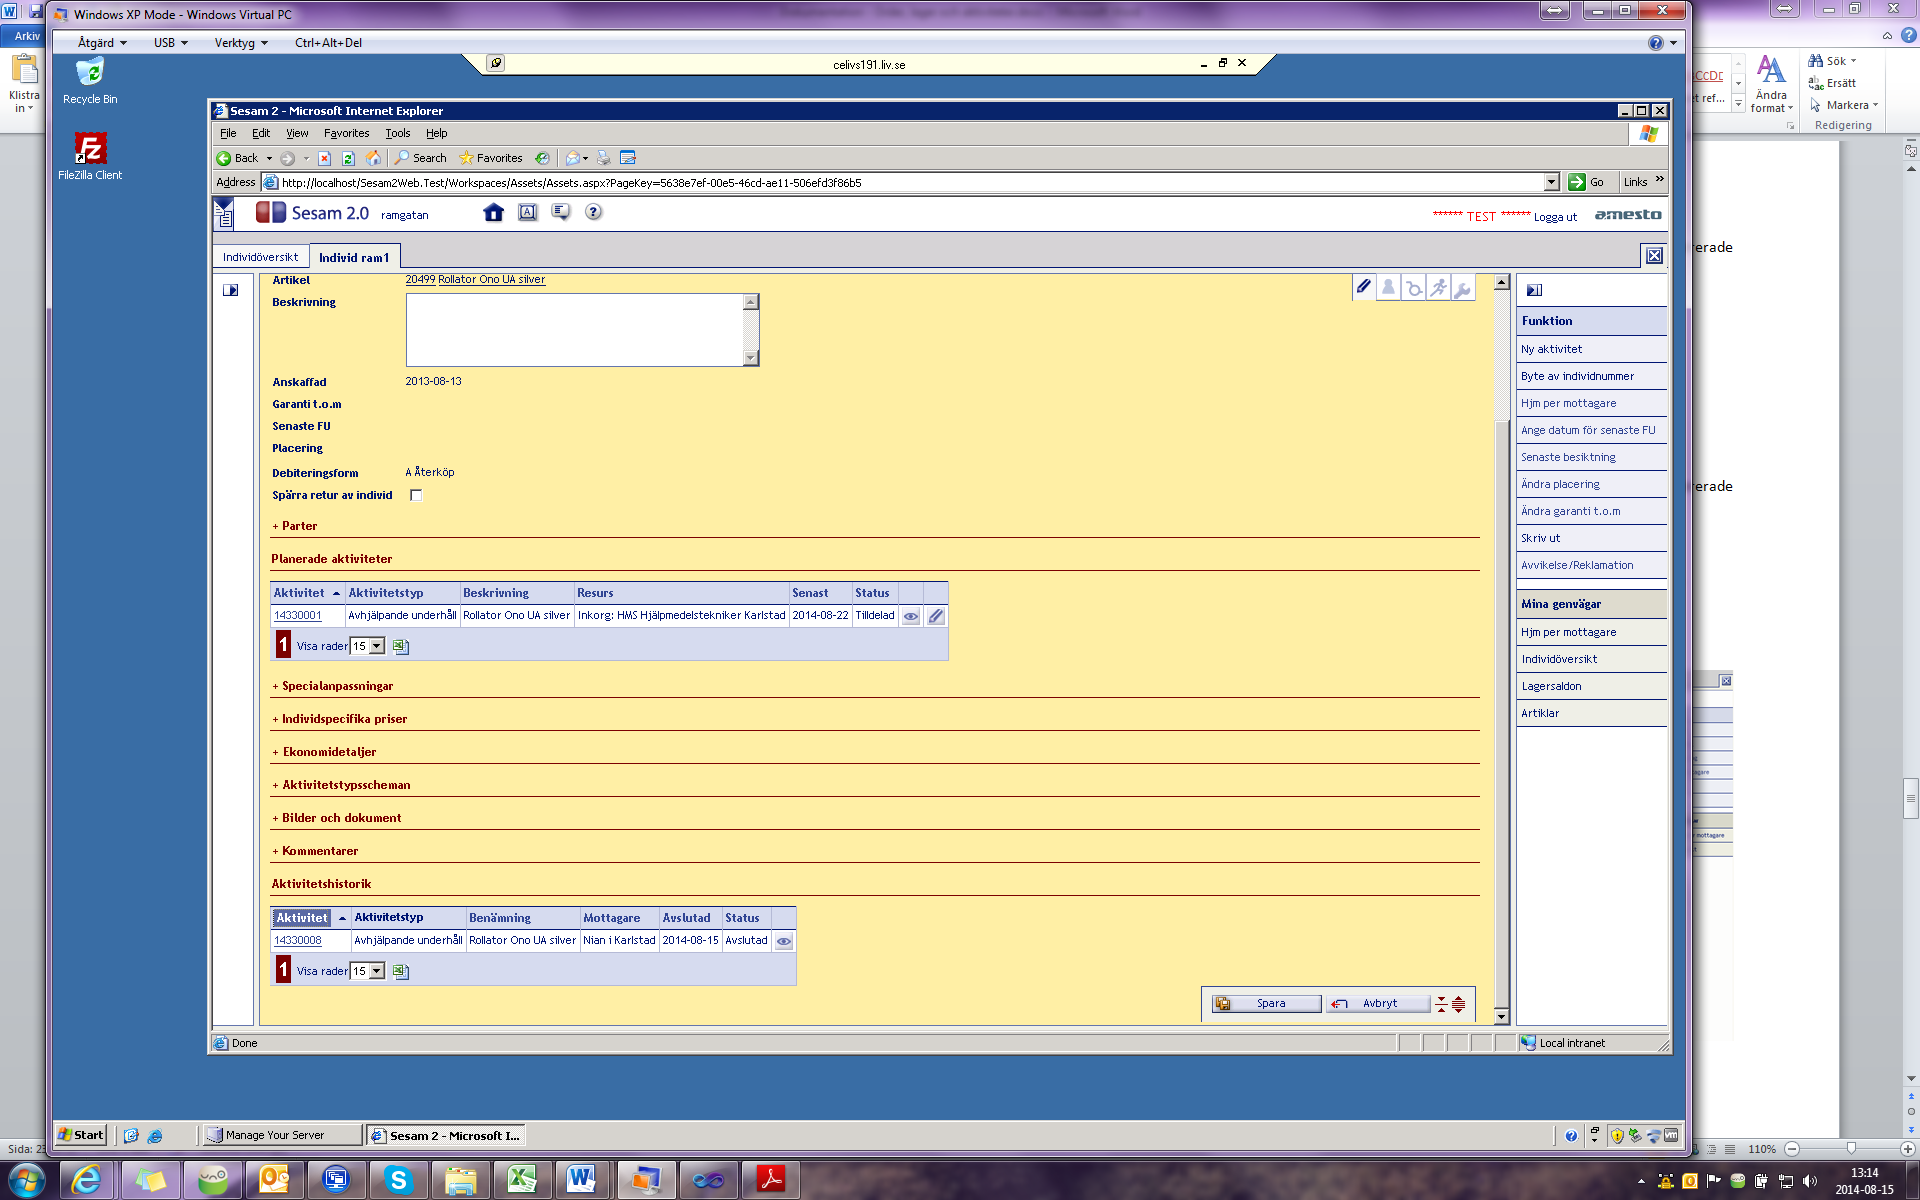 Windows XP Mode - Windows Virtual PC
Arkiv
Åtgärd USB Verktyg Ctrl+Alt+Del
Klistra
in
celivs191.liv.se
Recycle Bin
FileZilla Client
Sök
Ersätt
Markera
Redigering
Ändra
format
t ref...
Sesam 2 - Microsoft Internet Explorer
File Edit View Favorites Tools Help
Back Search Favorites
Address http://localhost/Sesam2Web.Test/Workspaces/Assets/Assets.aspx?PageKey=5638e7ef-00e5-46cd-ae11-506efd3f86b5 Go Links »
Sesam 2.0 ramgatan ****** TEST ****** Logga ut amesto
Individöversikt Individ ram1
Artikel 20499 Rollator Ono UA silver
Beskrivning
Anskaffad 2013-08-13
Garanti t.o.m
Senaste FU
Placering
Debiteringsform A Återköp
Spärra retur av individ
+ Parter
Planerade aktiviteter
Aktivitet Aktivitetstyp Beskrivning Resurs Senast Status
14330001 Avhjälpande underhåll Rollator Ono UA silver Inkorg: HMS Hjälpmedelstekniker Karlstad 2014-08-22 Tilldelad
1 Visa rader 15
+ Specialanpassningar
+ Individspecifika priser
+ Ekonomidetaljer
+ Aktivitetstypsscheman
+ Bilder och dokument
+ Kommentarer
Aktivitetshistorik
Aktivitet Aktivitetstyp Benämning Mottagare Avslutad Status
14330008 Avhjälpande underhåll Rollator Ono UA silver Nian i Karlstad 2014-08-15 Avslutad
1 Visa rader 15
Spara Avbryt
Funktion
Ny aktivitet
Byte av individnummer
Hjm per mottagare
Ange datum för senaste FU
Senaste besiktning
Ändra placering
Ändra garanti t.o.m
Skriv ut
Avvikelse/Reklamation
Mina genvägar
Hjm per mottagare
Individöversikt
Lagersaldon
Artiklar
rerade
rerade
mottagare
Done Local intranet
Start Manage Your Server Sesam 2 - Microsoft I...
Sida: 23
110%
13:14
2014-08-15